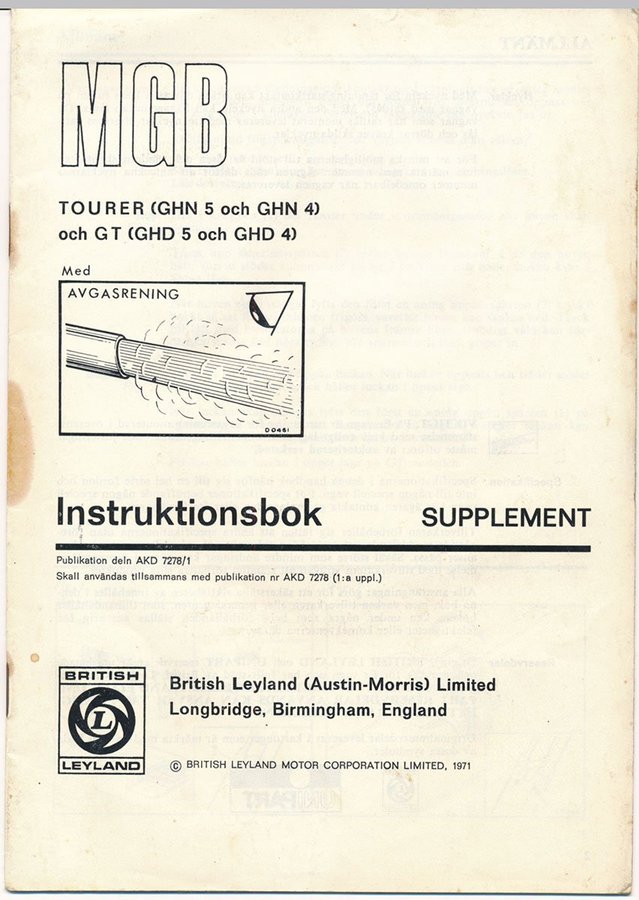 MGB
TOURER (GHN 5 och GHN 4)
och GT (GHD 5 och GHD 4)
Med
AVGASRENING
D0461
Instruktionsbok SUPPLEMENT
Publikation deln AKD 7278/1
Skall användas tillsammans med publikation nr AKD 7278 (1:a uppl.)
BRITISH
L
LEYLAND
British Leyland (Austin-Morris) Limited
Longbridge, Birmingham, England
© BRITISH LEYLAND MOTOR CORPORATION LIMITED, 1971